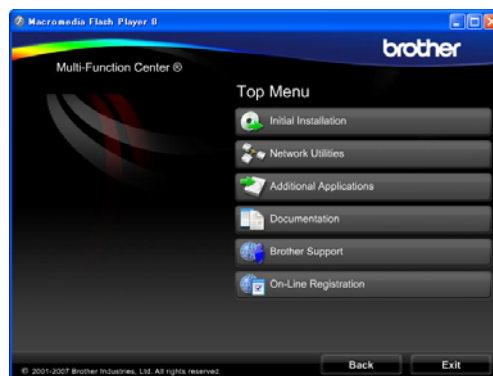 Macromedia Flash Player 8
brother
Multi-Function Center ®
Top Menu
Initial Installation
Network Utilities
Additional Applications
Documentation
Brother Support
On-Line Registration
© 2001-2007 Brother Industries, Ltd. All rights reserved.
Back
Exit